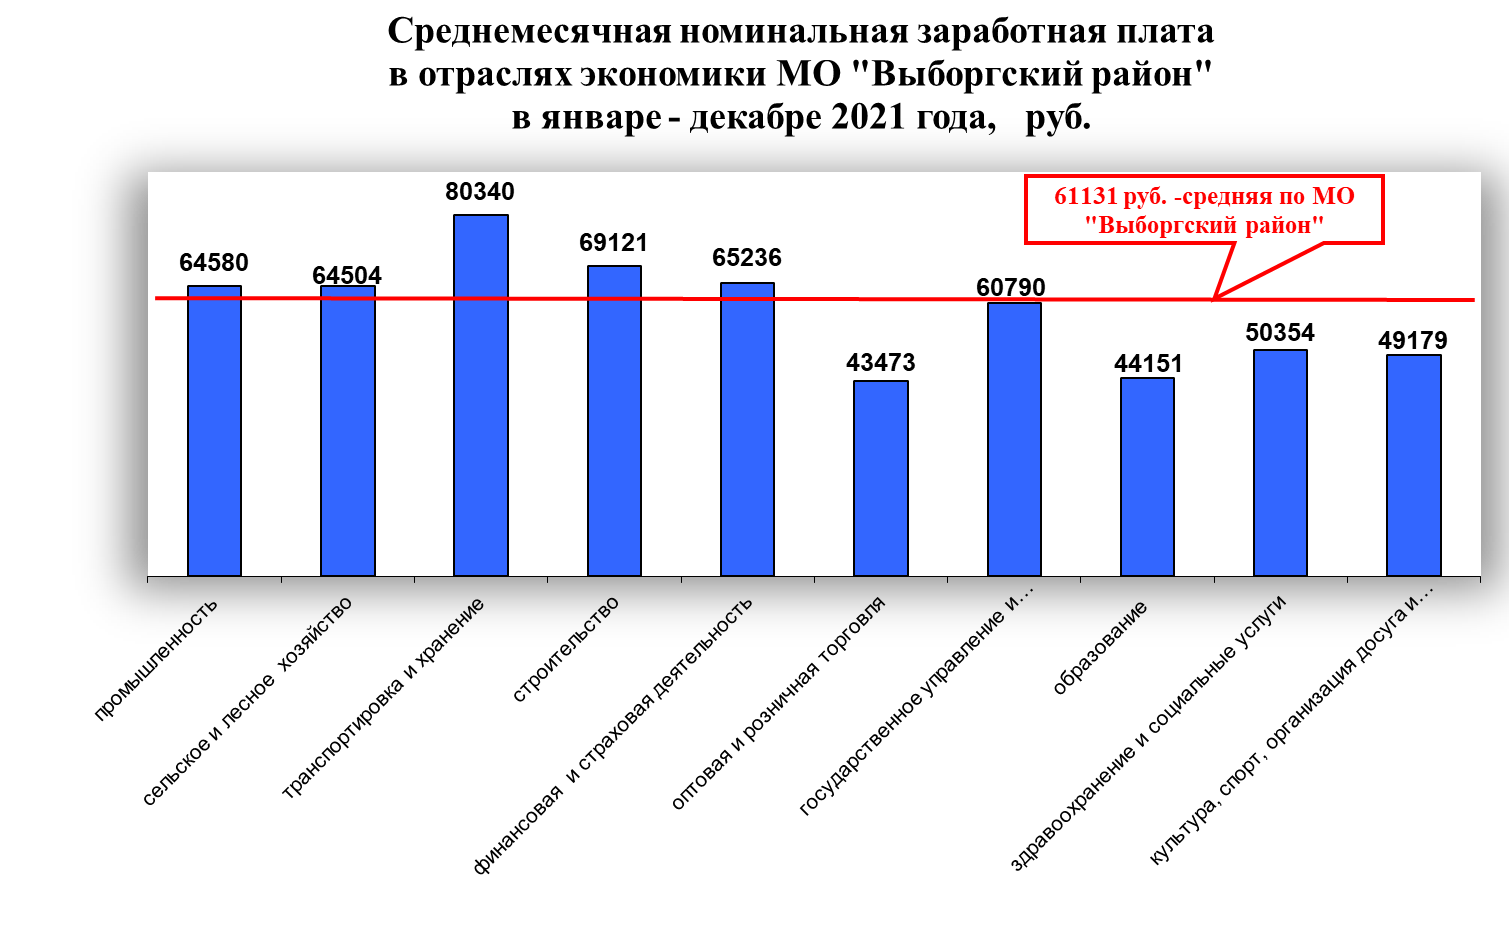 Среднемесячная номинальная заработная плата
в отраслях экономики МО "Выборгский район"
в январе - декабре 2021 года, руб.
61131 руб. -средняя по МО
"Выборгский район"
64580
64504
80340
69121
65236
43473
60790
44151
50354
49179
промышленность
сельское и лесное хозяйство
транспортировка и хранение
строительство
финансовая и страховая деятельность
оптовая и розничная торговля
государственное управление и...
образование
здравоохранение и социальные услуги
культура, спорт, организация досуга и...